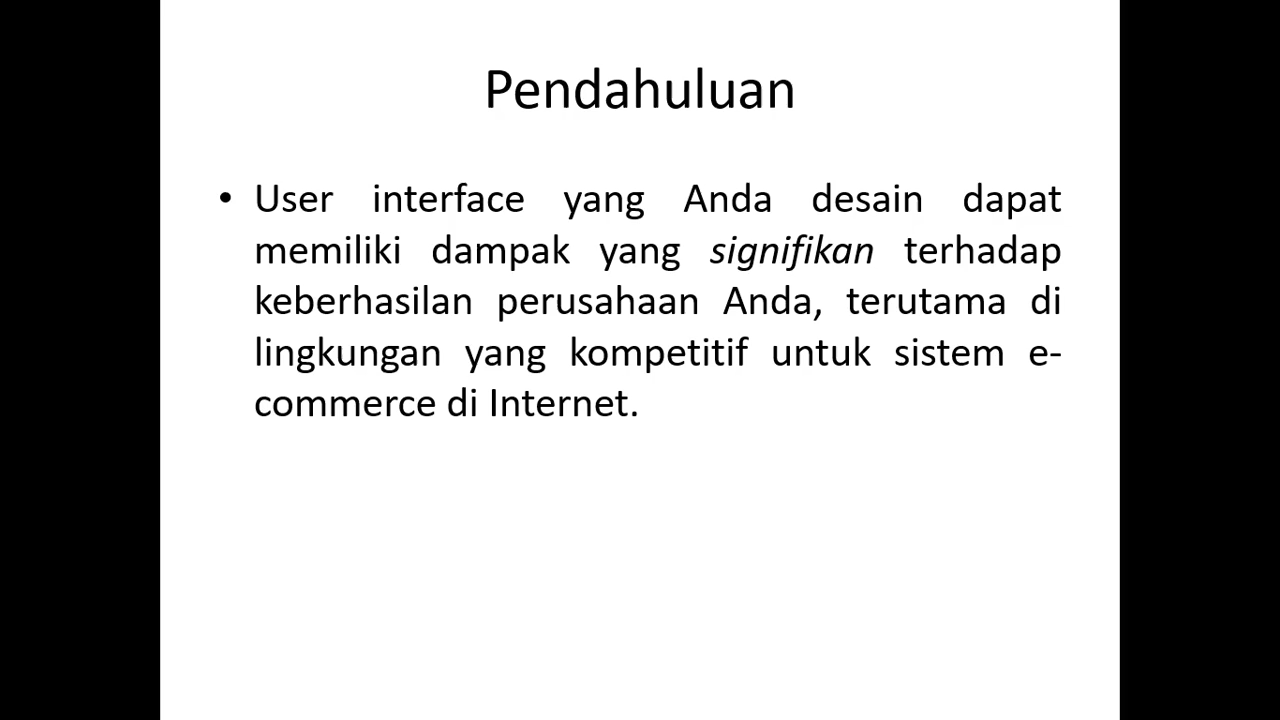 Pendahuluan
• User interface yang Anda desain dapat
memiliki dampak yang signifikan terhadap
keberhasilan perusahaan Anda, terutama di
lingkungan yang kompetitif untuk sistem e-
commerce di Internet.